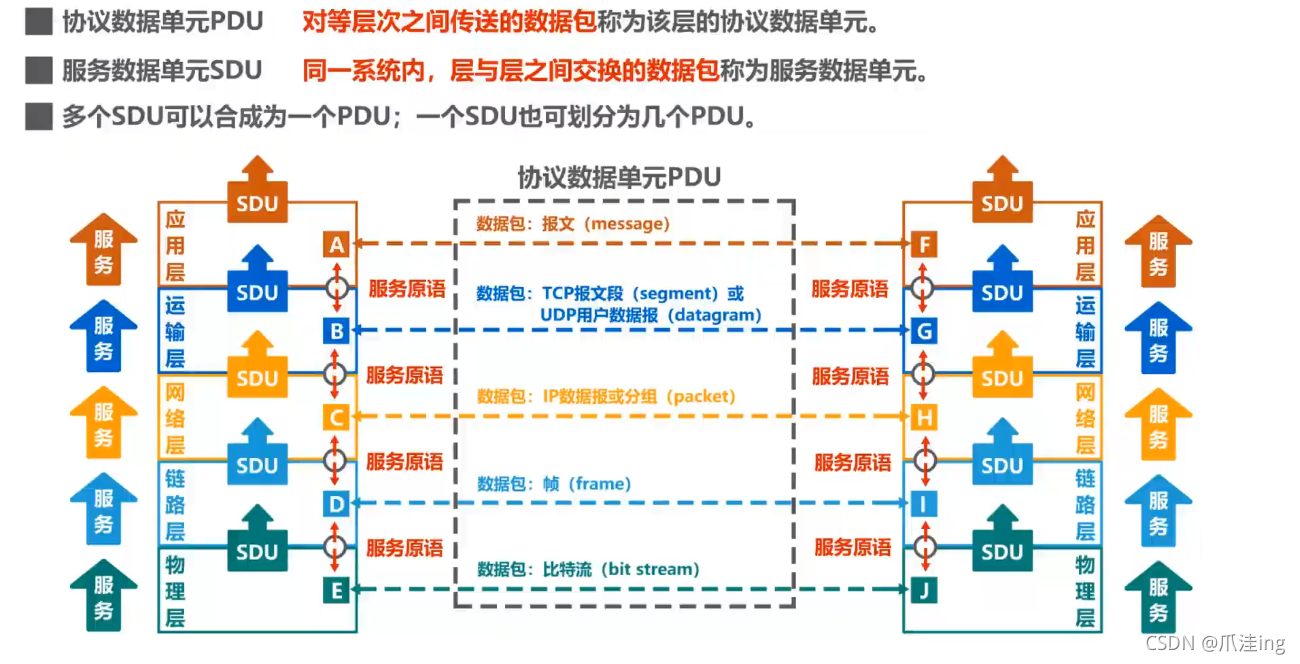 协议数据单元PDU 对等层次之间传送的数据包称为该层的协议数据单元。
服务数据单元SDU 同一系统内，层与层之间交换的数据包称为服务数据单元。
多个SDU可以合成为一个PDU；一个SDU也可划分为几个PDU。
协议数据单元PDU
SDU
SDU
服务
应用层
A
数据包：报文（message）
F
应用层
服务
SDU
服务原语
服务原语
SDU
服务
运输层
B
数据包：TCP报文段（segment）或
UDP用户数据报（datagram）
G
运输层
服务
SDU
服务原语
服务原语
SDU
服务
网络层
C
数据包：IP数据报或分组（packet）
H
网络层
服务
SDU
服务原语
服务原语
SDU
服务
链路层
D
数据包：帧（frame）
I
链路层
服务
SDU
服务原语
服务原语
SDU
服务
物理层
E
数据包：比特流（bit stream）
J
物理层
服务
CSDN @爪洼ing